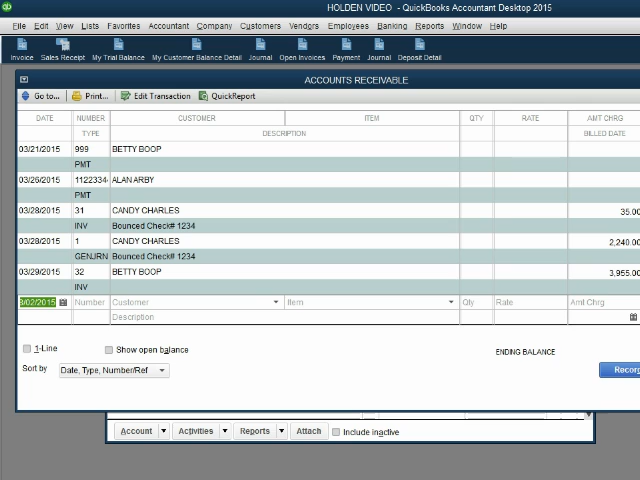 HOLDEN VIDEO - QuickBooks Accountant Desktop 2015
File Edit View Lists Favorites Accountant Company Customers Vendors Employees Banking Reports Window Help
Invoice Sales Receipt My Trial Balance My Customer Balance Detail Journal Open Invoices Payment Journal Deposit Detail
ACCOUNTS RECEIVABLE
Go to... Print... Edit Transaction QuickReport
DATE NUMBER CUSTOMER ITEM QTY RATE AMT CHRG
TYPE DESCRIPTION BILLED DATE
03/21/2015 999 BETTY BOOP
PMT
03/26/2015 1122334 ALAN ARBY
PMT
03/28/2015 31 CANDY CHARLES 35.00
INV Bounced Check# 1234
03/28/2015 1 CANDY CHARLES 2,240.00
GENJRN Bounced Check# 1234
03/29/2015 32 BETTY BOOP 3,955.00
INV
3/02/2015 Number Customer Item Qty Rate Amt Chrg
Description
1-Line Show open balance ENDING BALANCE
Sort by Date, Type, Number/Ref Recor
Account Activities Reports Attach Include inactive